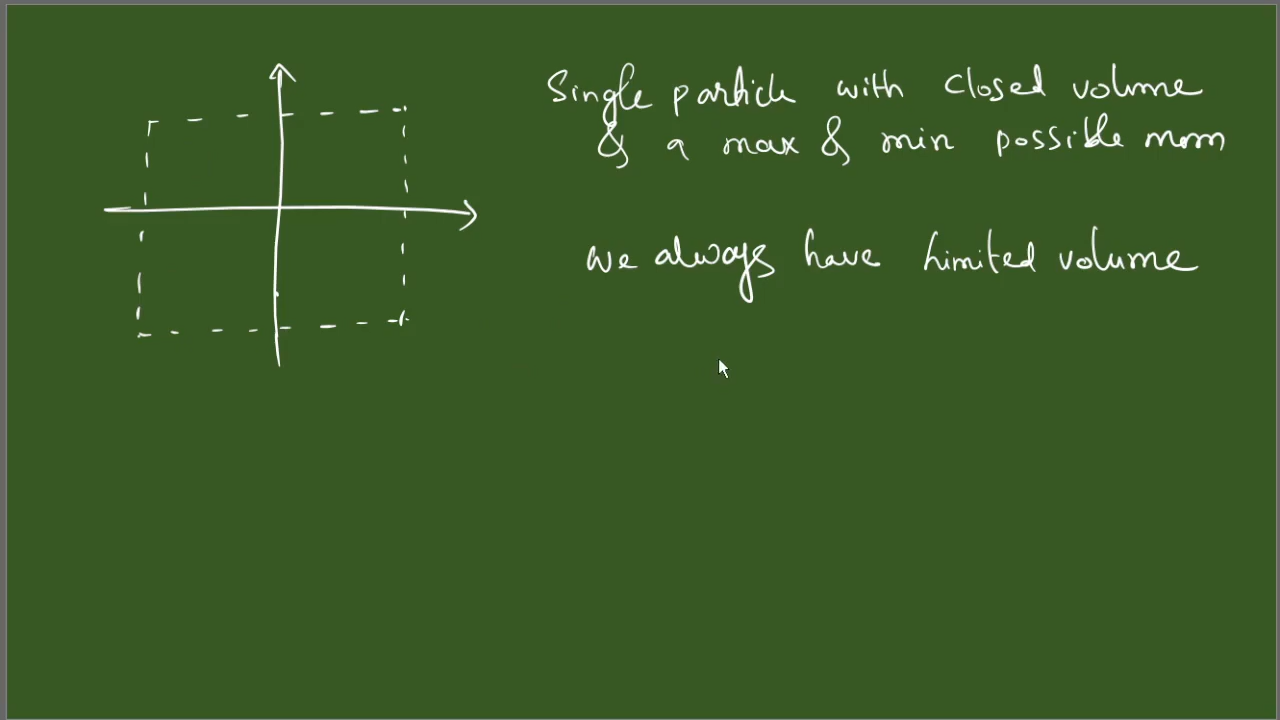 Single particle with closed volume
& a max & min possible mom
we always have limited volume